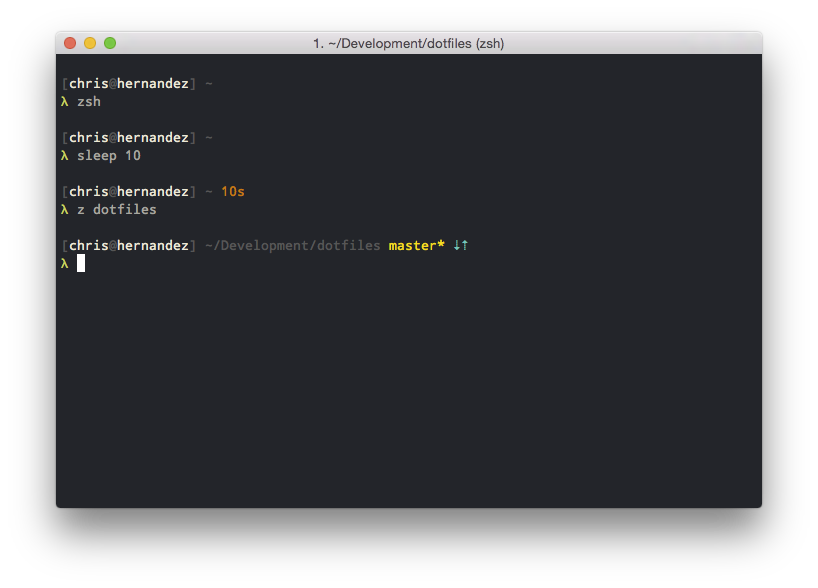 1. ~/Development/dotfiles (zsh)
[chris@hernandez] ~
λ zsh
[chris@hernandez] ~
λ sleep 10
[chris@hernandez] ~ 10s
λ z dotfiles
[chris@hernandez] ~/Development/dotfiles master* ↓↑
λ